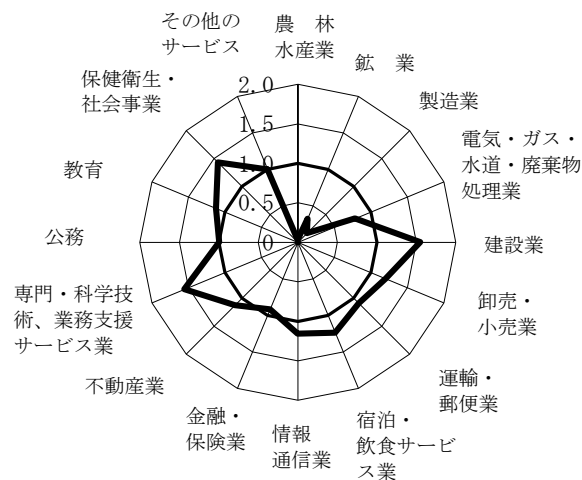 農　林
水産業
鉱　業
製造業
電気・ガス・
水道・廃棄物
処理業
建設業
卸売・
小売業
運輸・
郵便業
宿泊・
飲食サービ
ス業
情報
通信業
金融・
保険業
不動産業
専門・科学技
術、業務支援
サービス業
公務
教育
保健衛生・
社会事業
その他の
サービス
2.0
1.5
1.0
0.5
0